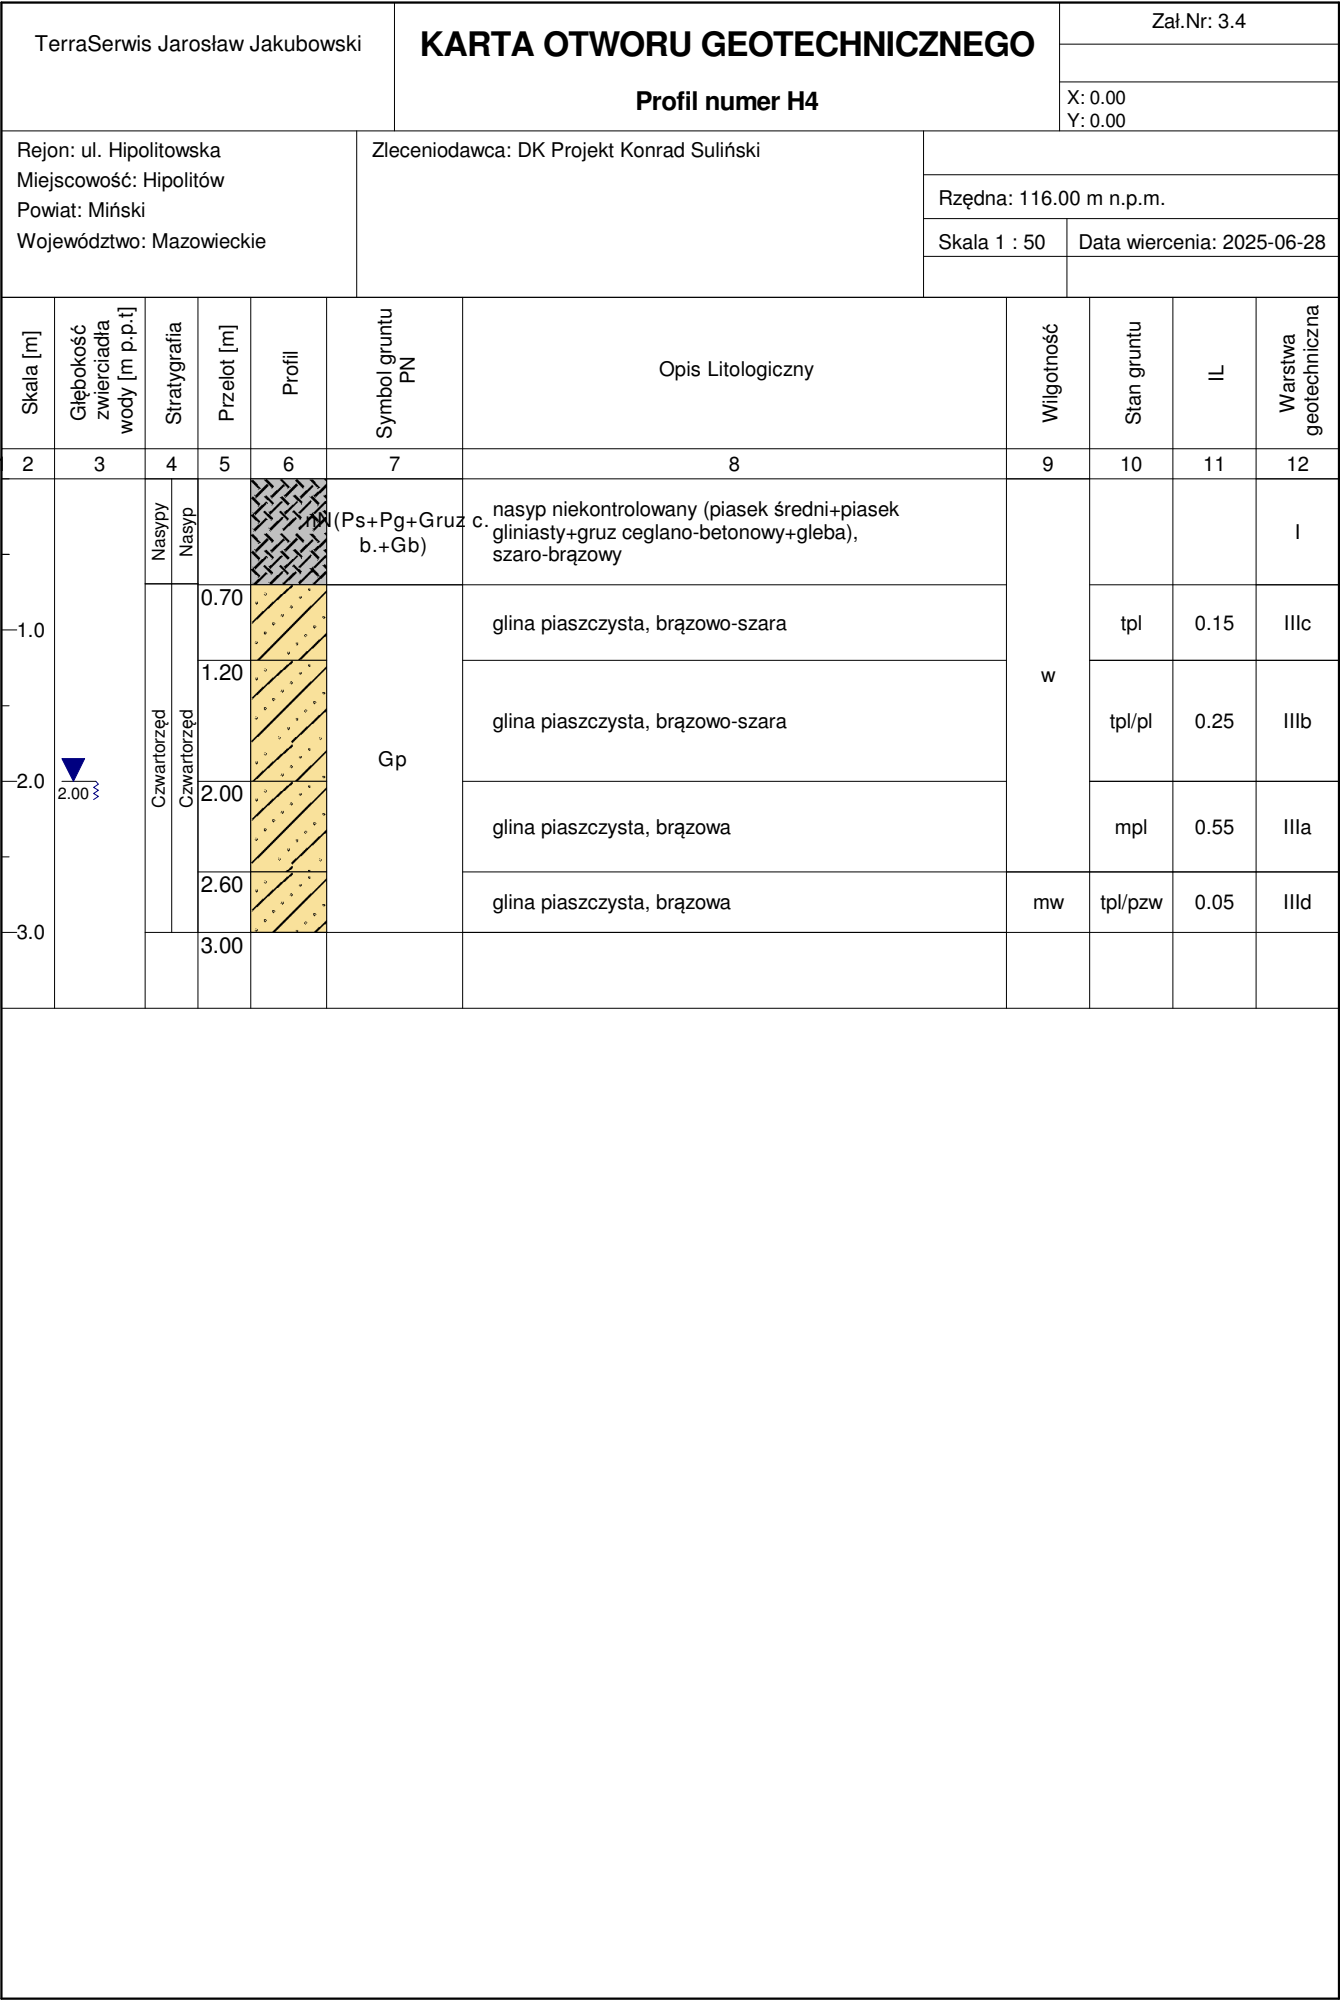 TerraSerwis Jarosław Jakubowski
KARTA OTWORU GEOTECHNICZNEGO
Profil numer H4
Zał.Nr: 3.4
X: 0.00
Y: 0.00
Rejon: ul. Hipolitowska
Miejscowość: Hipolitów
Powiat: Miński
Województwo: Mazowieckie
Zleceniodawca: DK Projekt Konrad Suliński
Rzędna: 116.00 m n.p.m.
Skala 1 : 50
Data wiercenia: 2025-06-28
Skala [m]
Głębokość
zwierciadła
wody [m p.p.t]
Stratygrafia
Przelot [m]
Profil
Symbol gruntu
PN
Opis Litologiczny
Wilgotność
Stan gruntu
IL
Warstwa
geotechniczna
2 3 4 5 6 7 8 9 10 11 12
Nasypy
Nasyp
nN(Ps+Pg+Gruz c.
b.+Gb)
nasyp niekontrolowany (piasek średni+piasek
gliniasty+gruz ceglano-betonowy+gleba),
szaro-brązowy
I
0.70
1.0
glina piaszczysta, brązowo-szara
tpl
0.15
IIIc
1.20
w
Czwartorzęd
Czwartorzęd
glina piaszczysta, brązowo-szara
tpl/pl
0.25
IIIb
Gp
2.0
2.00
2.00
glina piaszczysta, brązowa
mpl
0.55
IIIa
2.60
glina piaszczysta, brązowa
mw
tpl/pzw
0.05
IIId
3.0
3.00